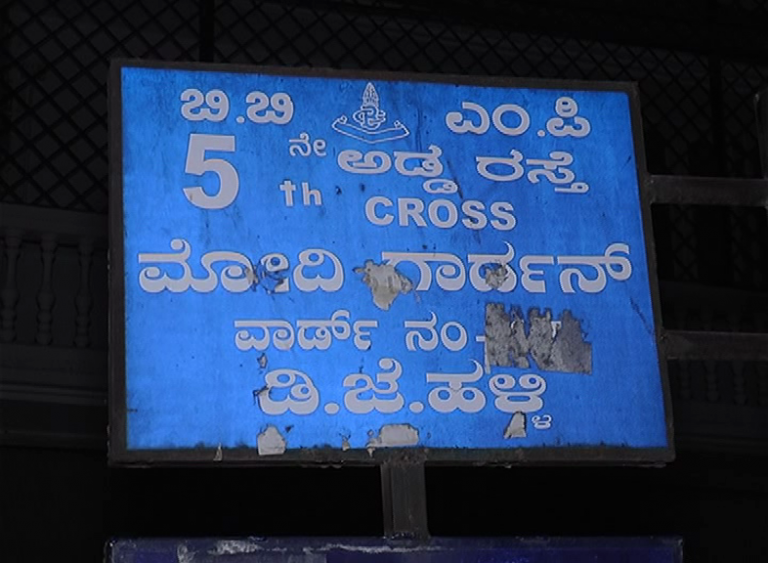 ಬಿ.ಬಿ ಎಂ.ಪಿ
5 ನೇ ಅಡ್ಡ ರಸ್ತೆ
th CROSS
ಮೋದಿ ಗಾರ್ಡನ್
ವಾರ್ಡ್ ನಂ-
ಡಿ.ಜೆ.ಹಳ್ಳಿ